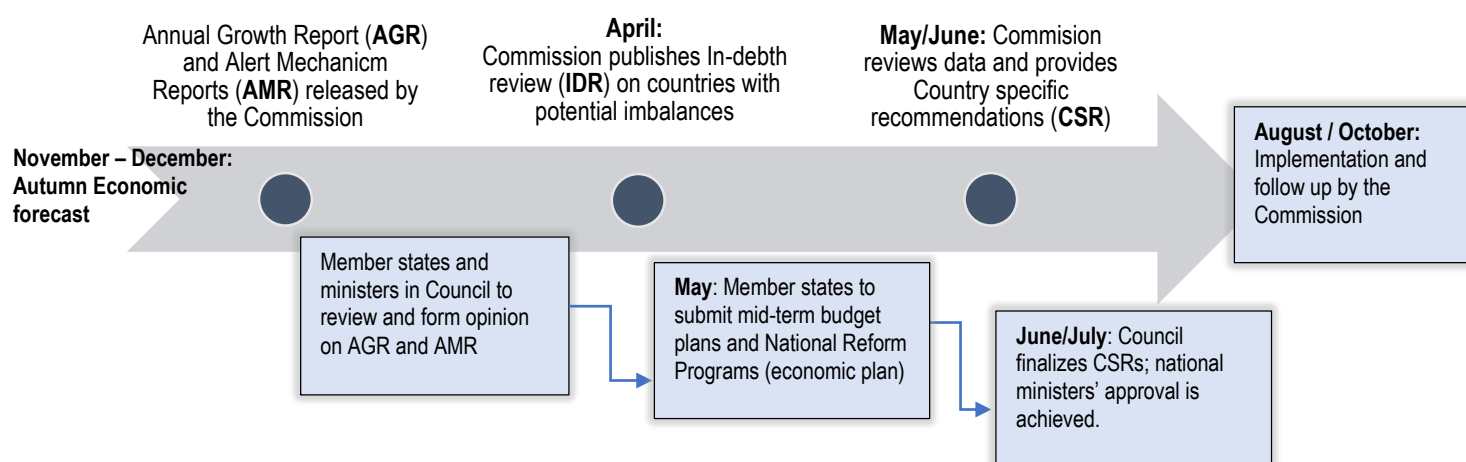 Annual Growth Report (AGR)
and Alert Mechanicm
Reports (AMR) released by
the Commission
April:
Commission publishes In-debth
review (IDR) on countries with
potential imbalances
May/June: Commision
reviews data and provides
Country specific
recommendations (CSR)
August / October:
Implementation and
follow up by the
Commission
November – December:
Autumn Economic
forecast
Member states and
ministers in Council to
review and form opinion
on AGR and AMR
May: Member states to
submit mid-term budget
plans and National Reform
Programs (economic plan)
June/July: Council
finalizes CSRs; national
ministers’ approval is
achieved.